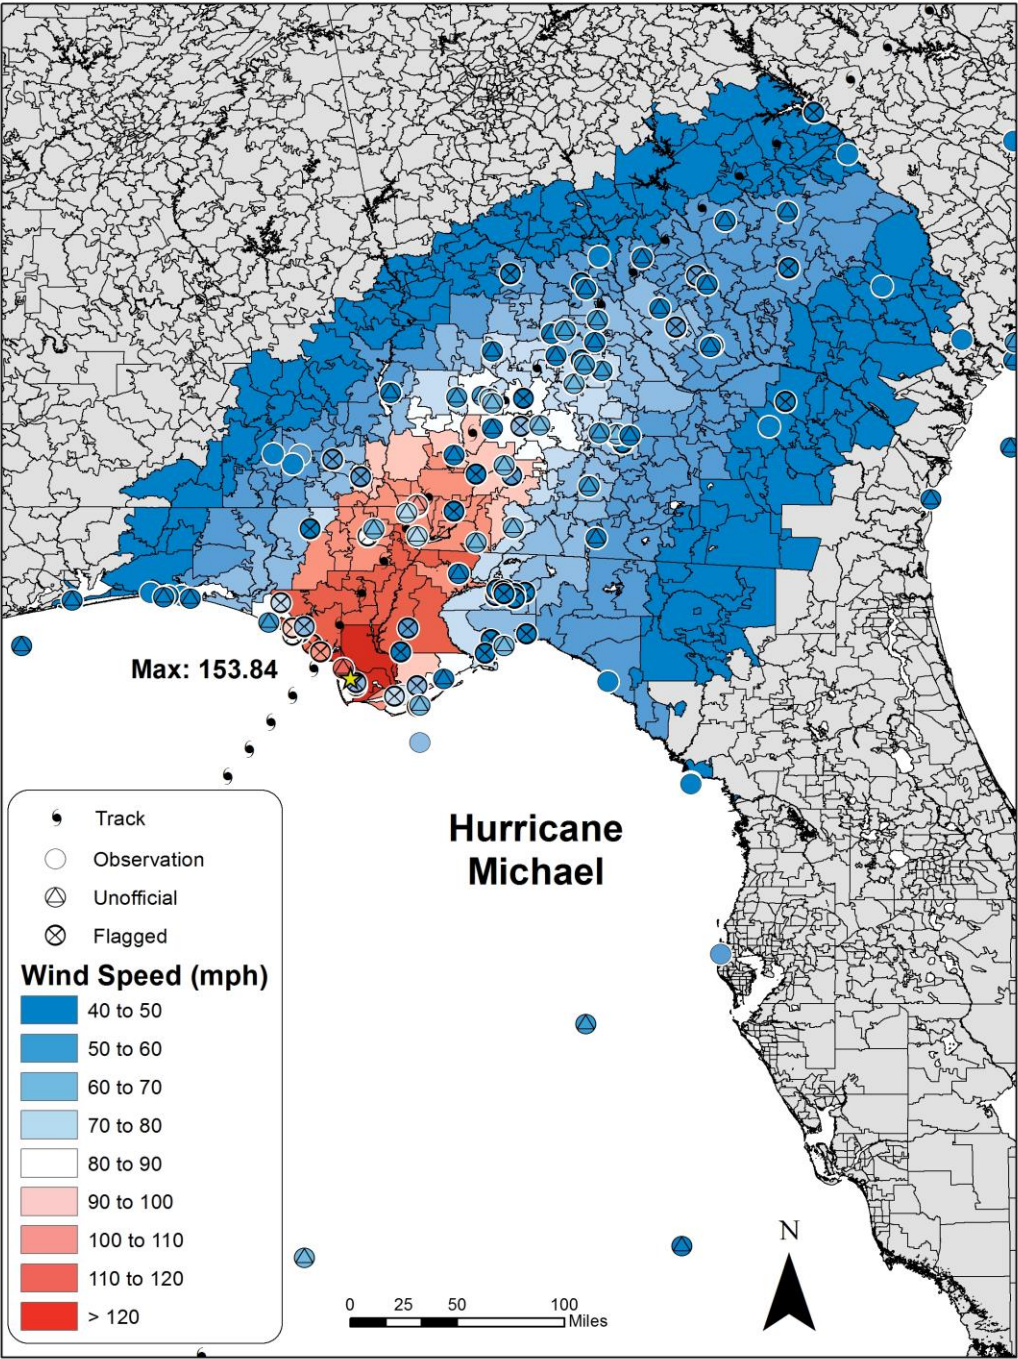 Max: 153.84
Hurricane
Michael
Track
Observation
Unofficial
Flagged
Wind Speed (mph)
40 to 50
50 to 60
60 to 70
70 to 80
80 to 90
90 to 100
100 to 110
110 to 120
> 120
N
0 25 50 100
Miles